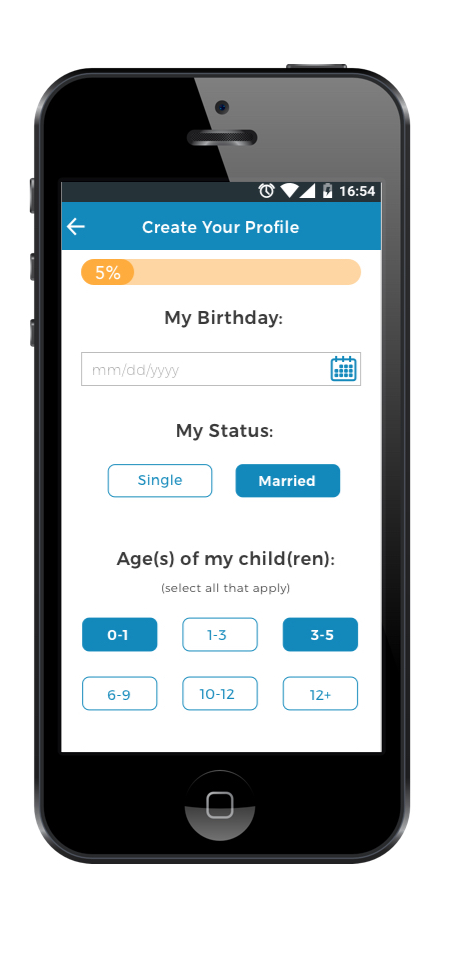 16:54
Create Your Profile
5%
My Birthday:
mm/dd/yyyy
My Status:
Single Married
Age(s) of my child(ren):
(select all that apply)
0-1 1-3 3-5
6-9 10-12 12+